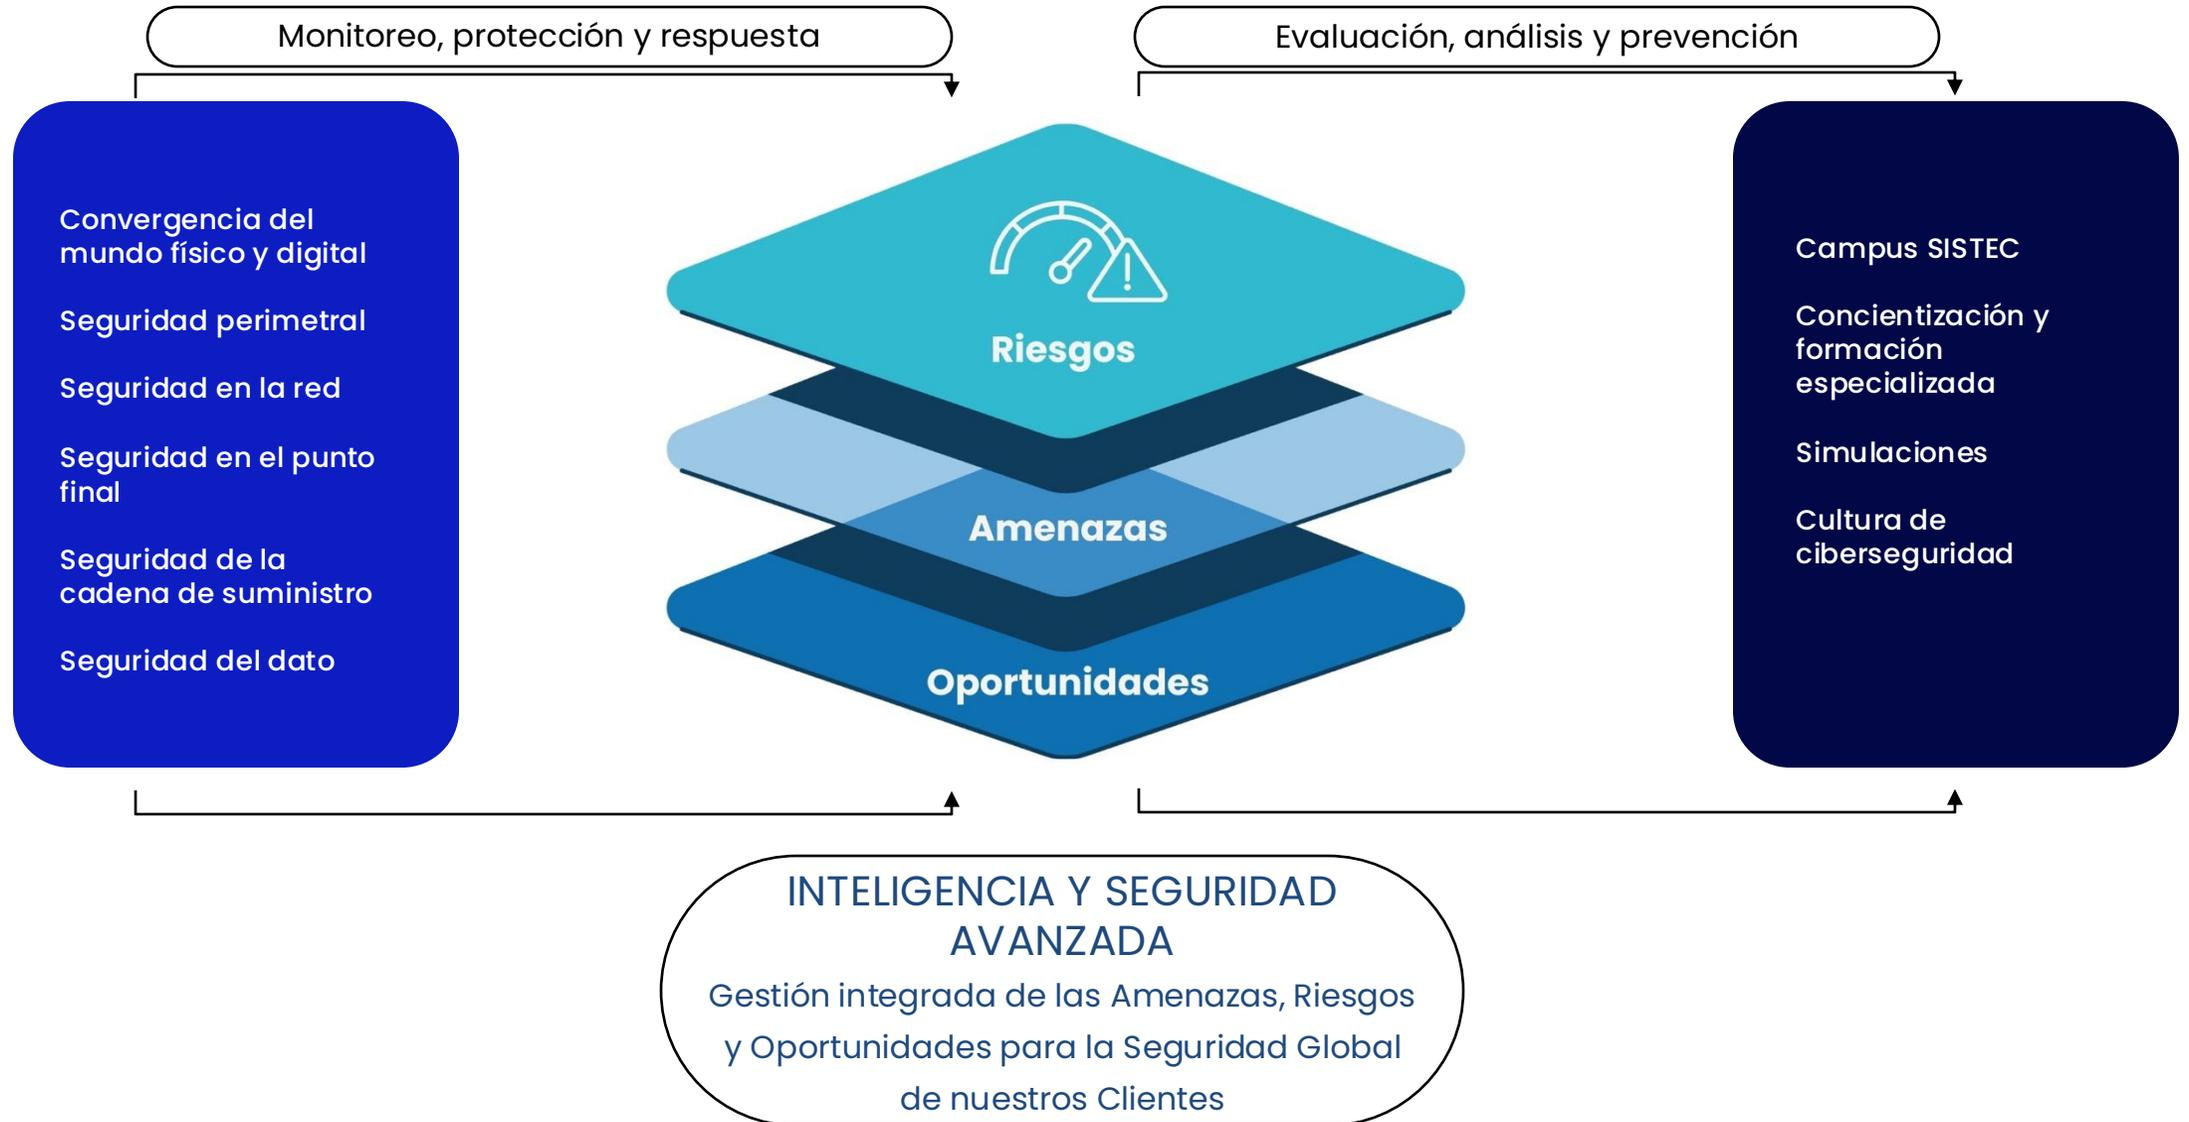 Monitoreo, protección y respuesta
Evaluación, análisis y prevención
Convergencia del
mundo físico y digital
Seguridad perimetral
Seguridad en la red
Seguridad en el punto
final
Seguridad de la
cadena de suministro
Seguridad del dato
Riesgos
Amenazas
Oportunidades
Campus SISTEC
Concientización y
formación
especializada
Simulaciones
Cultura de
ciberseguridad
INTELIGENCIA Y SEGURIDAD
AVANZADA
Gestión integrada de las Amenazas, Riesgos
y Oportunidades para la Seguridad Global
de nuestros Clientes